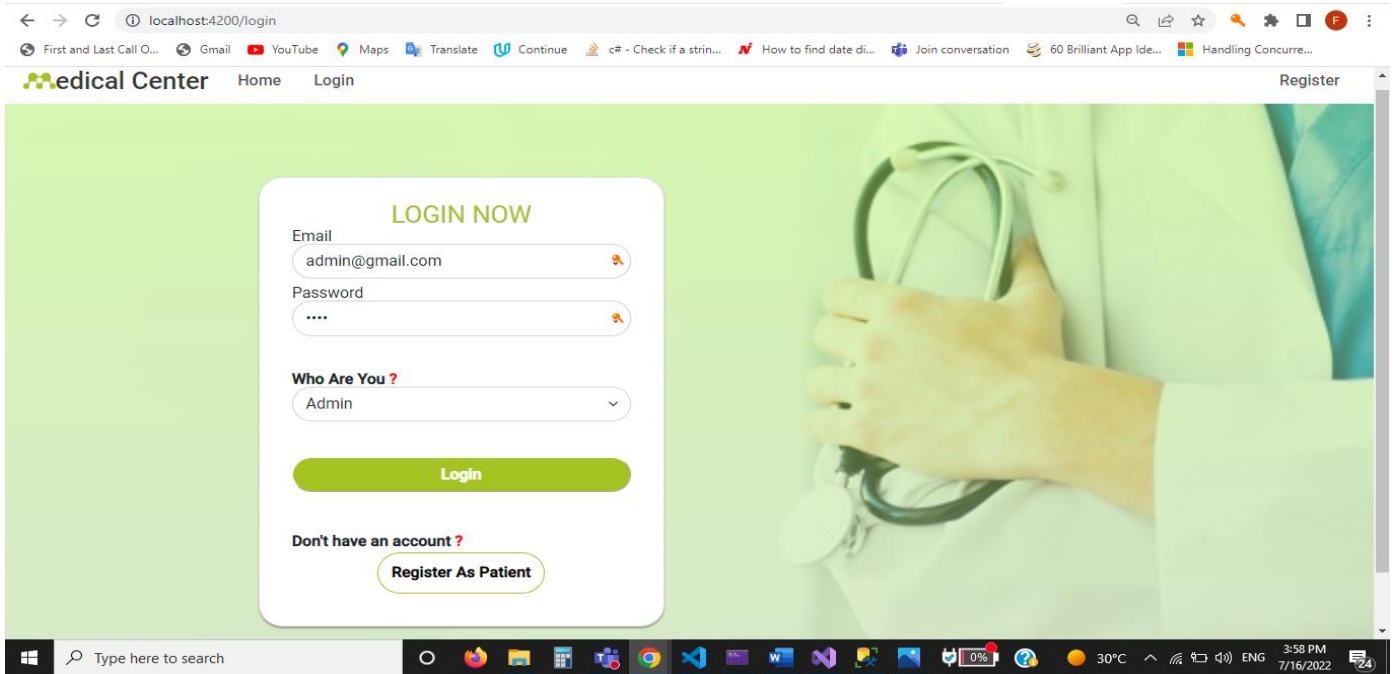 localhost:4200/login
F
First and Last Call O... Gmail YouTube Maps Translate Continue c# - Check if a strin... How to find date di... Join conversation 60 Brilliant App Ide... Handling Concurre...
edical Center Home Login Register
LOGIN NOW
Email
admin@gmail.com
Password
••••
Who Are You ?
Admin
Login
Don't have an account ?
Register As Patient
Type here to search 0% 30°C ENG 3:58 PM
7/16/2022 24